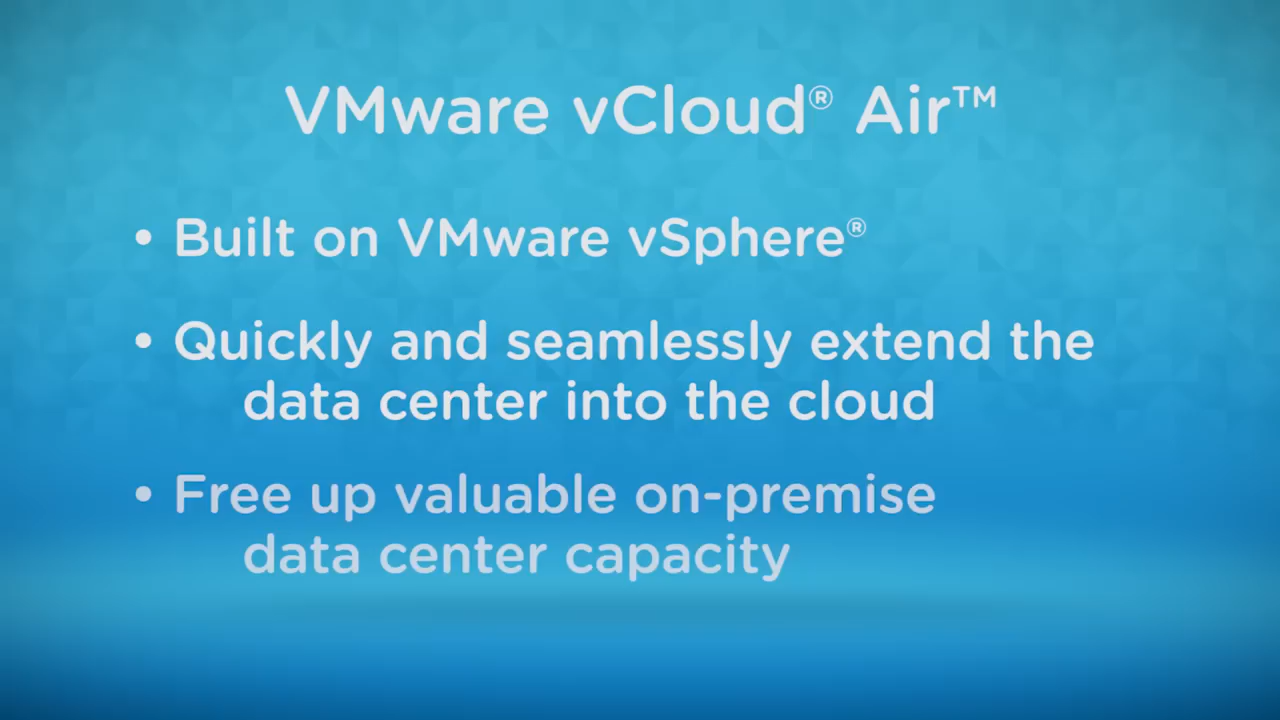 VMware vCloud® Air™
• Built on VMware vSphere®
• Quickly and seamlessly extend the
data center into the cloud
• Free up valuable on-premise
data center capacity